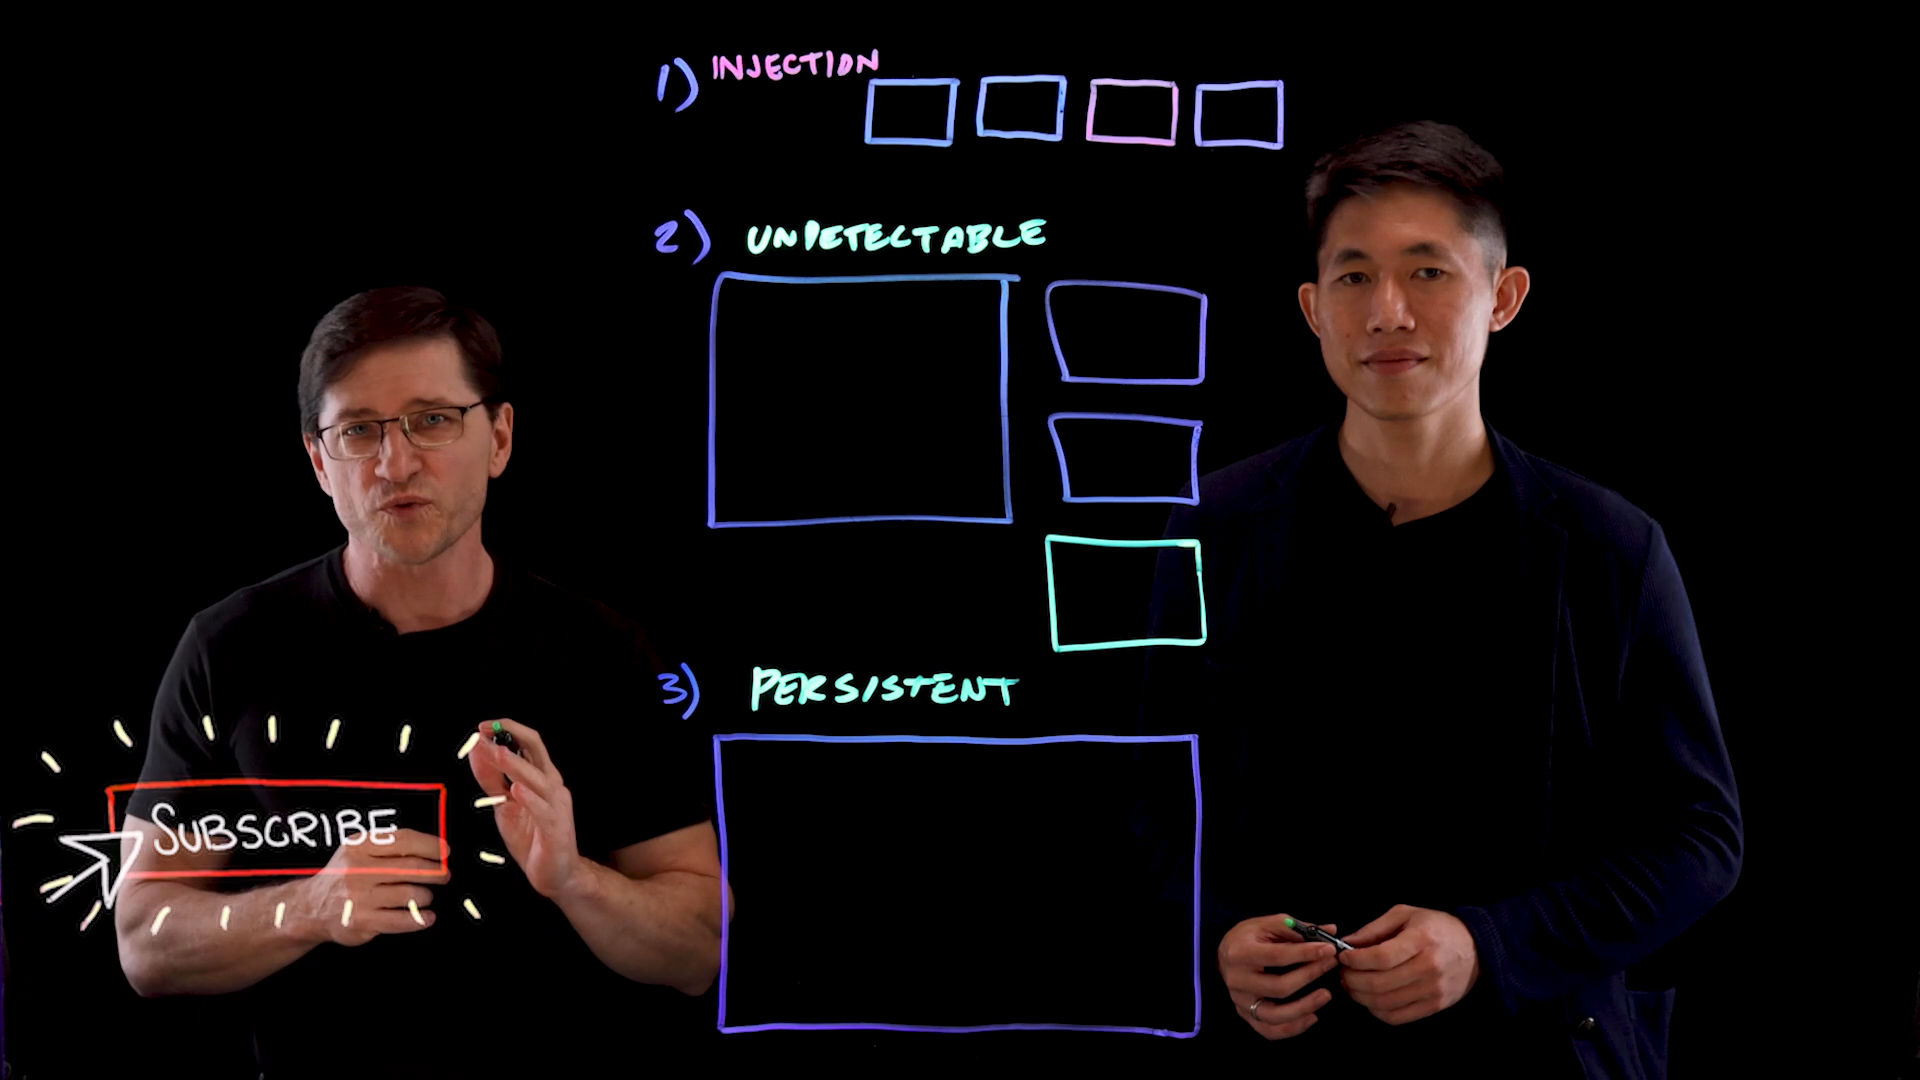 1) INJECTION
2) UNDETECTABLE
3) PERSISTENT
SUBSCRIBE